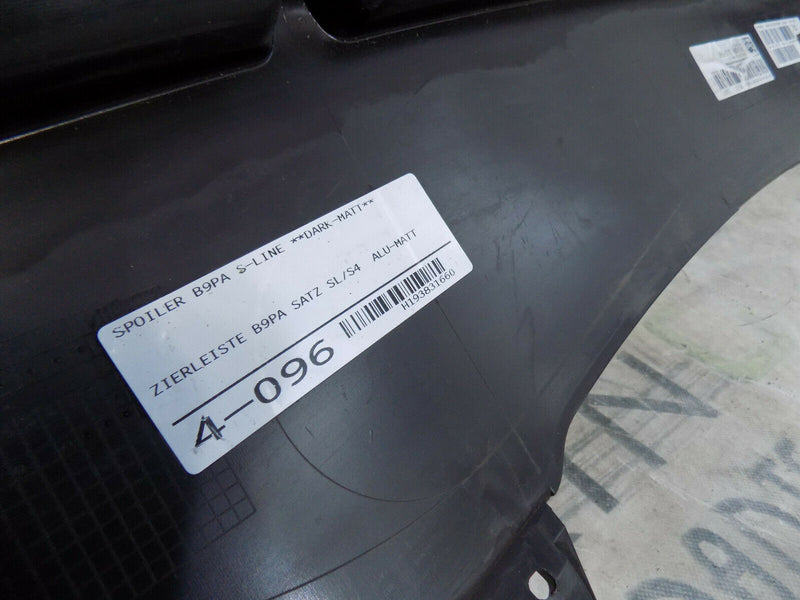 SPOILER B9PA S-LINE **DARK-MATT**
ZIERLEISTE B9PA SATZ SL/S4 ALU-MATT
H193831660
4-096